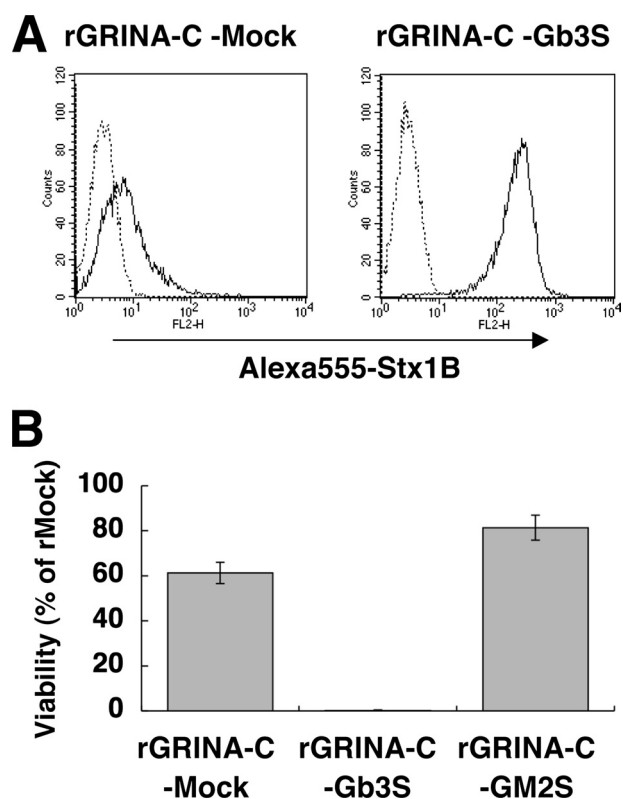 A
rGRINA-C -Mock
rGRINA-C -Gb3S
Counts
120
100
80
60
40
20
0
10^0
10^1
10^2
10^3
10^4
FL2-H
Counts
120
100
80
60
40
20
0
10^0
10^1
10^2
10^3
10^4
FL2-H
Alexa555-Stx1B
B
Viability (% of rMock)
100
80
60
40
20
0
rGRINA-C
-Mock
rGRINA-C
-Gb3S
rGRINA-C
-GM2S